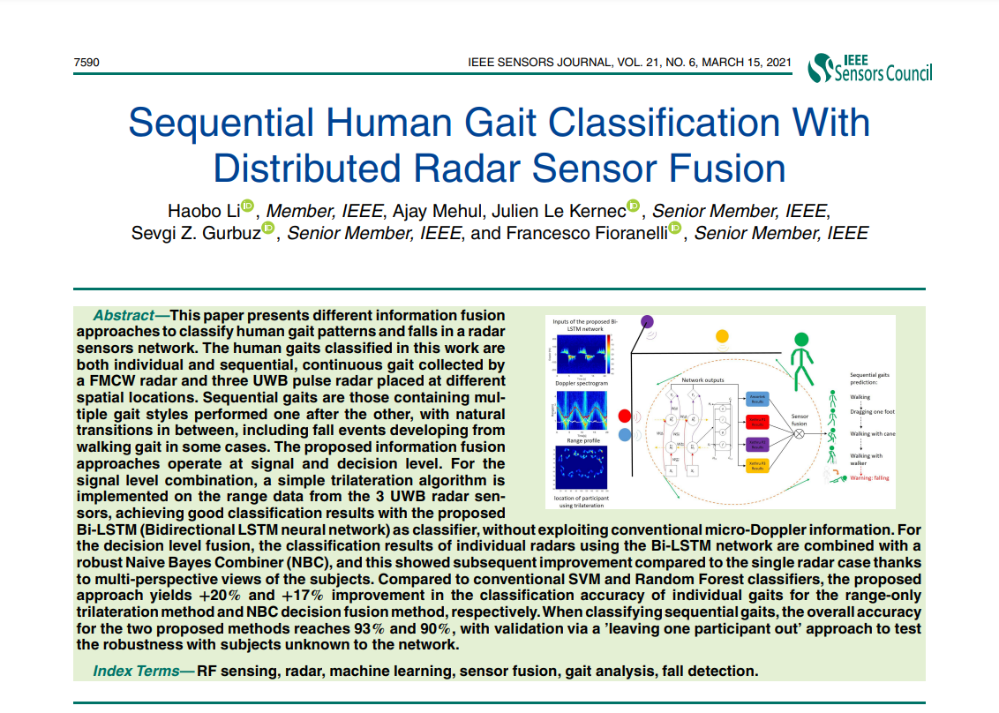 7590
IEEE SENSORS JOURNAL, VOL. 21, NO. 6, MARCH 15, 2021
IEEE
Sensors Council
Sequential Human Gait Classification With
Distributed Radar Sensor Fusion
Haobo Li, Member, IEEE, Ajay Mehul, Julien Le Kernec, Senior Member, IEEE,
Sevgi Z. Gurbuz, Senior Member, IEEE, and Francesco Fioranelli, Senior Member, IEEE
Abstract—This paper presents different information fusion
approaches to classify human gait patterns and falls in a radar
sensors network. The human gaits classified in this work are
both individual and sequential, continuous gait collected by
a FMCW radar and three UWB pulse radar placed at different
spatial locations. Sequential gaits are those containing mul-
tiple gait styles performed one after the other, with natural
transitions in between, including fall events developing from
walking gait in some cases. The proposed information fusion
approaches operate at signal and decision level. For the
signal level combination, a simple trilateration algorithm is
implemented on the range data from the 3 UWB radar sen-
sors, achieving good classification results with the proposed
Bi-LSTM (Bidirectional LSTM neural network) as classifier, without exploiting conventional micro-Doppler information. For
the decision level fusion, the classification results of individual radars using the Bi-LSTM network are combined with a
robust Naive Bayes Combiner (NBC), and this showed subsequent improvement compared to the single radar case thanks
to multi-perspective views of the subjects. Compared to conventional SVM and Random Forest classifiers, the proposed
approach yields +20% and +17% improvement in the classification accuracy of individual gaits for the range-only
trilateration method and NBC decision fusion method, respectively. When classifying sequential gaits, the overall accuracy
for the two proposed methods reaches 93% and 90%, with validation via a 'leaving one participant out' approach to test
the robustness with subjects unknown to the network.
Inputs of the proposed Bi-
LSTM network
Doppler spectrogram
Range profile
location of participant
using trilateration
Network outputs
Results
Results
Results
Results
Sensor
fusion
Sequential gaits
prediction:
Walking
Dragging one foot
Walking with cane
Walking with
walker
Warning: falling
Index Terms—RF sensing, radar, machine learning, sensor fusion, gait analysis, fall detection.